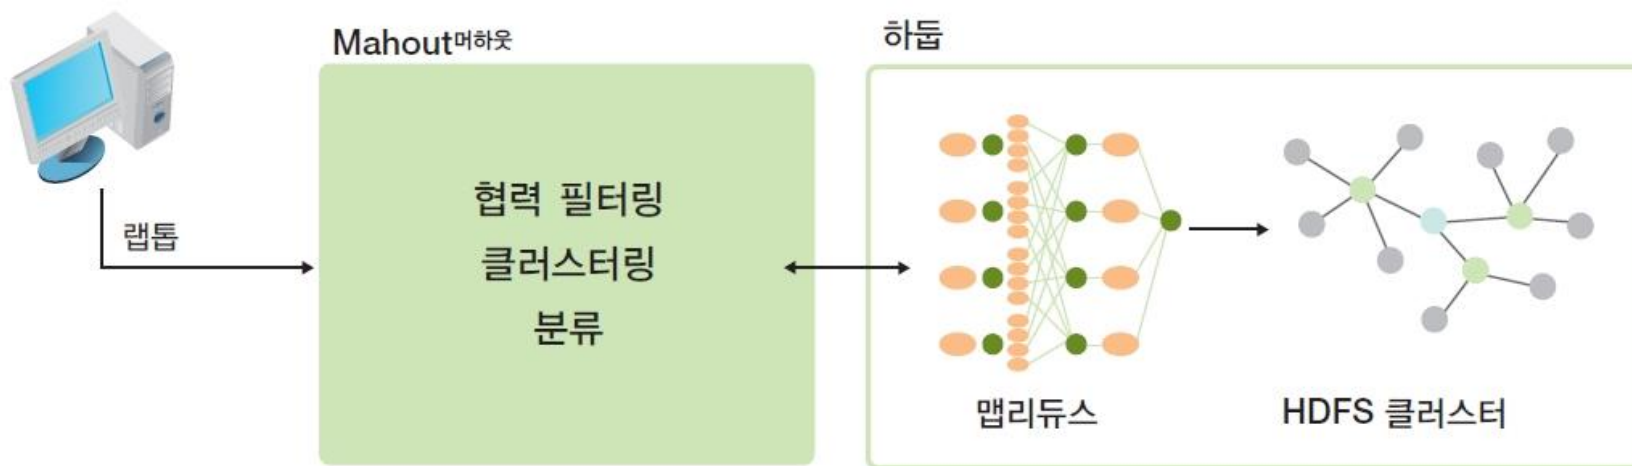 Mahout머하웃
하둡
랩톱
협력 필터링
클러스터링
분류
맵리듀스
HDFS 클러스터